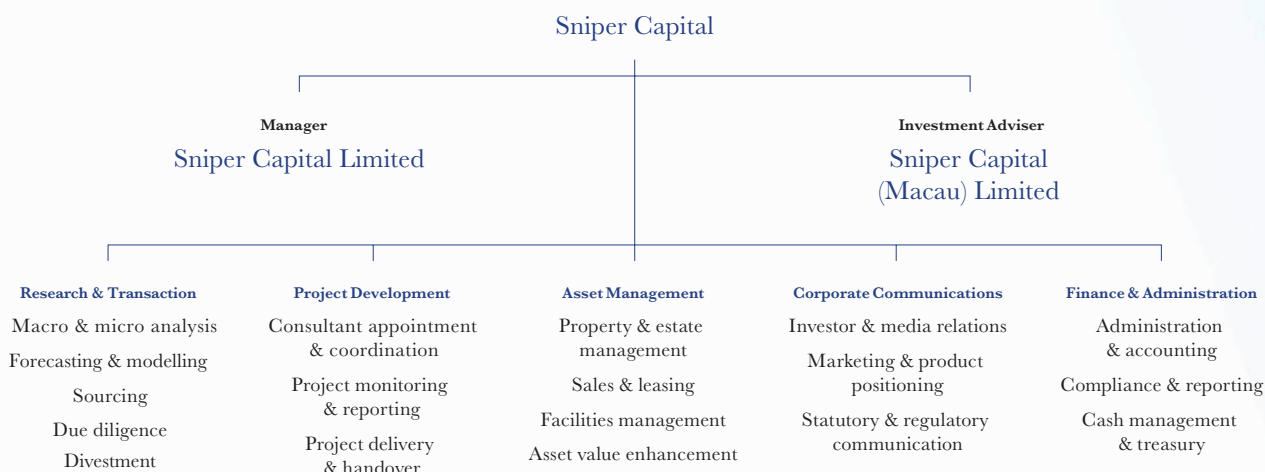 Sniper Capital
Manager
Sniper Capital Limited
Investment Adviser
Sniper Capital
(Macau) Limited
Research & Transaction
Macro & micro analysis
Forecasting & modelling
Sourcing
Due diligence
Divestment
Project Development
Consultant appointment
& coordination
Project monitoring
& reporting
Project delivery
& handover
Asset Management
Property & estate
management
Sales & leasing
Facilities management
Asset value enhancement
Corporate Communications
Investor & media relations
Marketing & product
positioning
Statutory & regulatory
communication
Finance & Administration
Administration
& accounting
Compliance & reporting
Cash management
& treasury